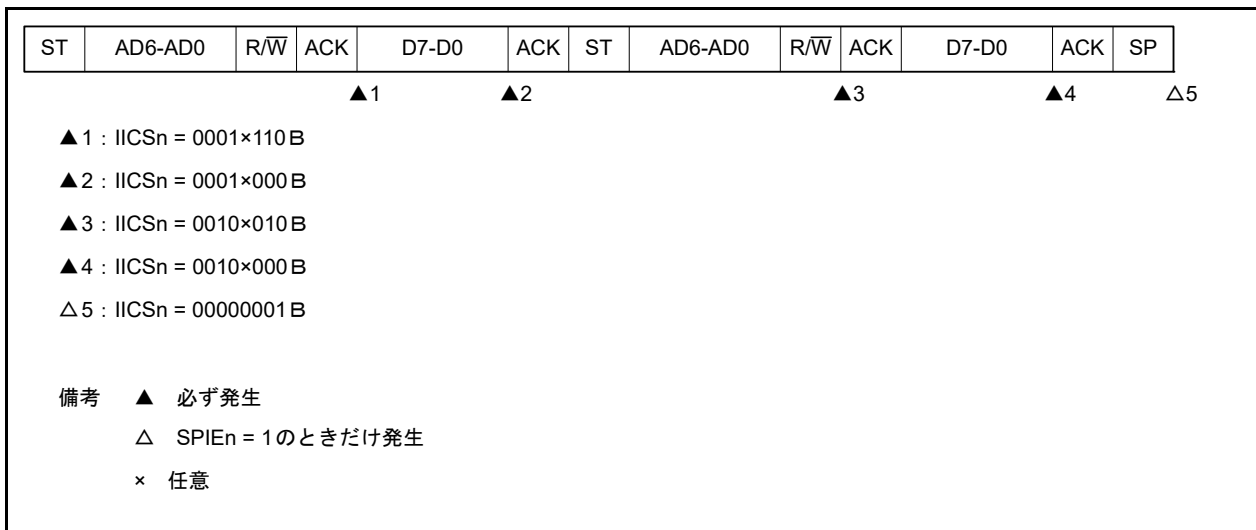 ST AD6-AD0 R/W̅ ACK D7-D0 ACK ST AD6-AD0 R/W̅ ACK D7-D0 ACK SP
▲1 ▲2 ▲3 ▲4 △5
▲1：IICSn = 0001×110B
▲2：IICSn = 0001×000B
▲3：IICSn = 0010×010B
▲4：IICSn = 0010×000B
△5：IICSn = 00000001B
備考 ▲ 必ず発生
△ SPIEn = 1のときだけ発生
× 任意